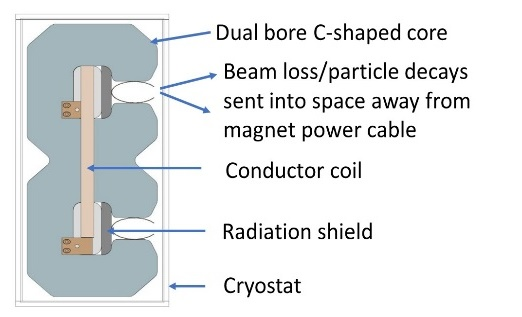 Dual bore C-shaped core
Beam loss/particle decays
sent into space away from
magnet power cable
Conductor coil
Radiation shield
Cryostat